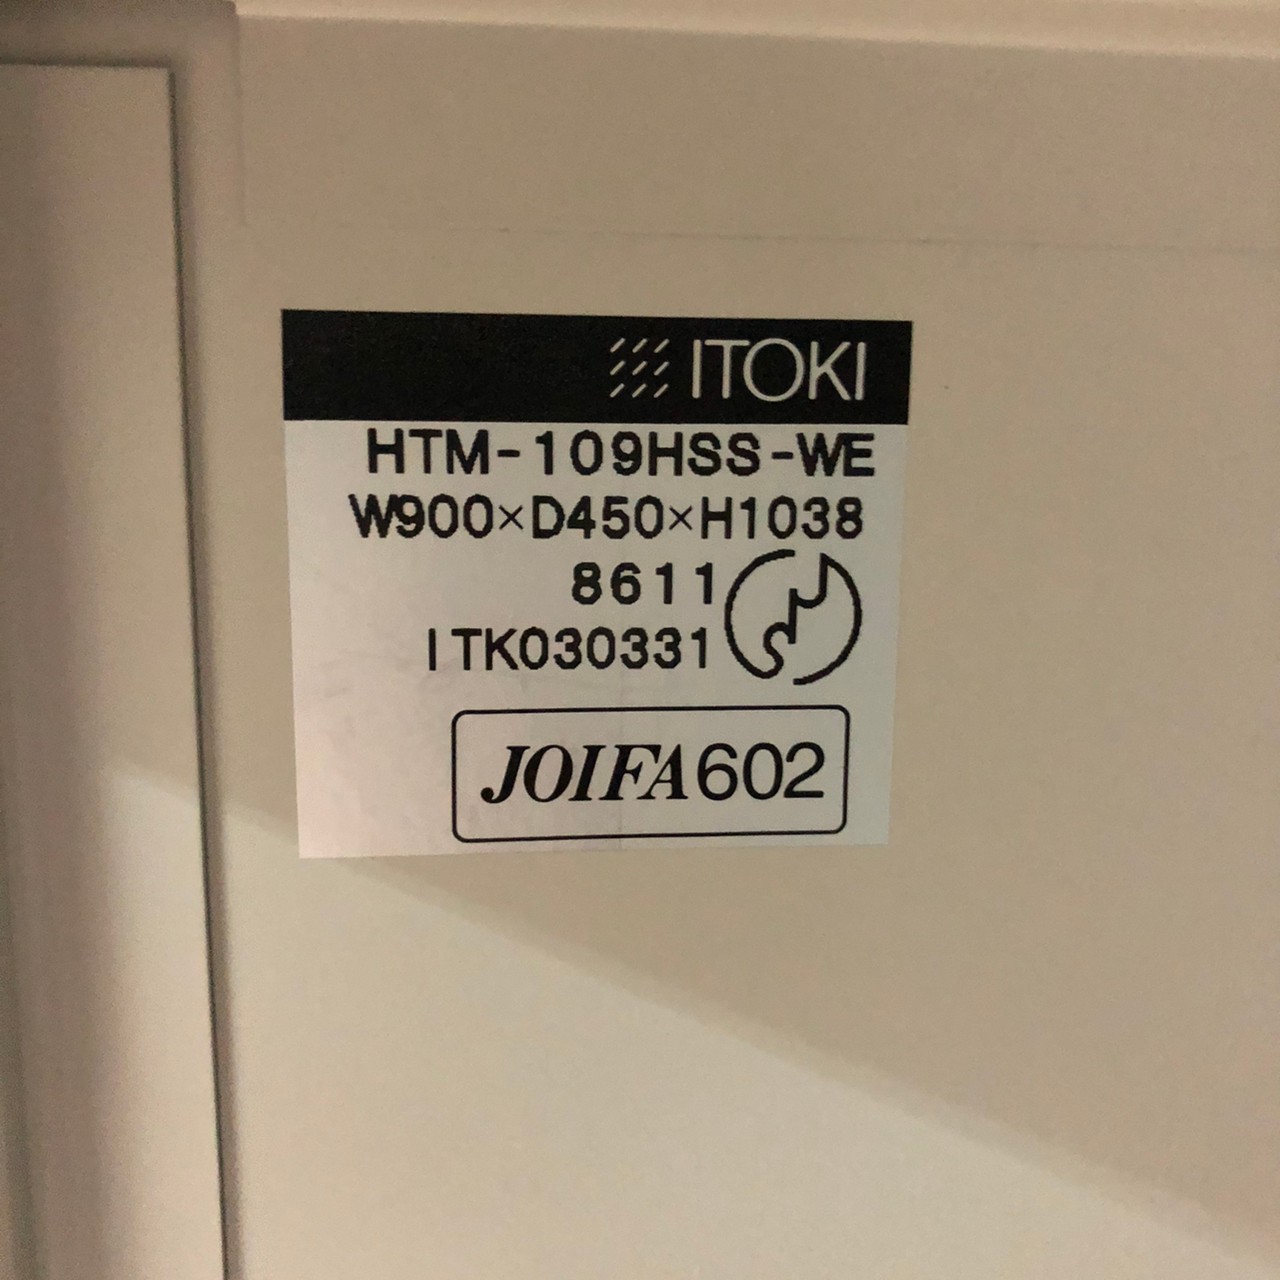 ITOKI
HTM-109HSS-WE
W900×D450×H1038
8611
ITK030331
JOIFA602